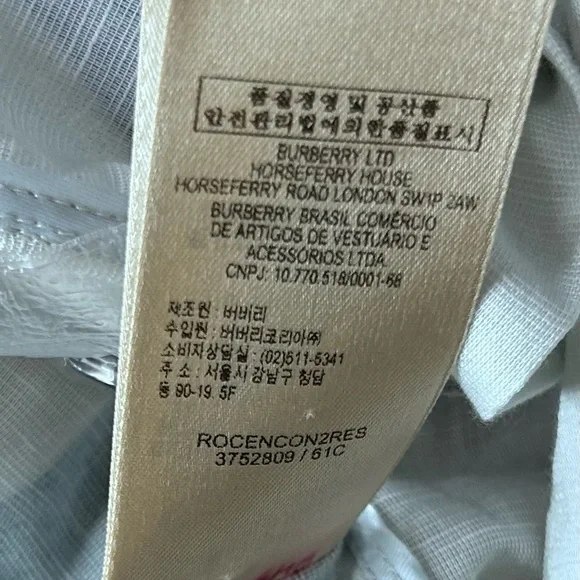 품질경영 및 공산품
안전관리법에의한품질표시
BURBERRY LTD
HORSEFERRY HOUSE
HORSEFERRY ROAD LONDON SW1P 2AW
BURBERRY BRASIL COMÉRCIO
DE ARTIGOS DE VESTUÁRIO E
ACESSÓRIOS LTDA.
CNPJ: 10.770.518/0001-68
제조원 : 버버리
수입원 : 버버리코리아㈜
소비자상담실 : (02)511-5341
주 소 : 서울시 강남구 청담
동 90-19. 5F
ROCENCON2RES
3752809 / 61C